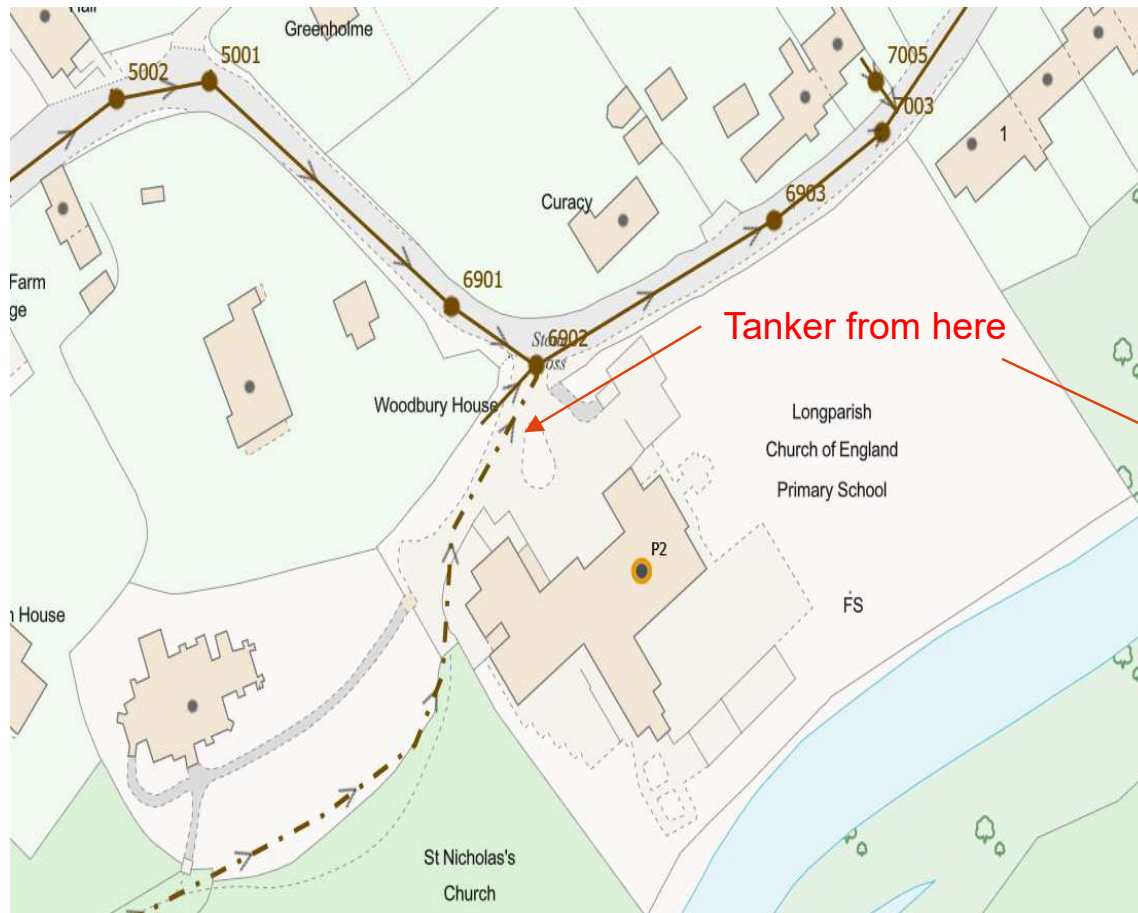 Greenholme
5001
5002
7005
7003
1
6903
Curacy
Farm
ge
6901
6902
Tanker from here
Woodbury House
Longparish
Church of England
Primary School
P2
FS
House
St Nicholas's
Church